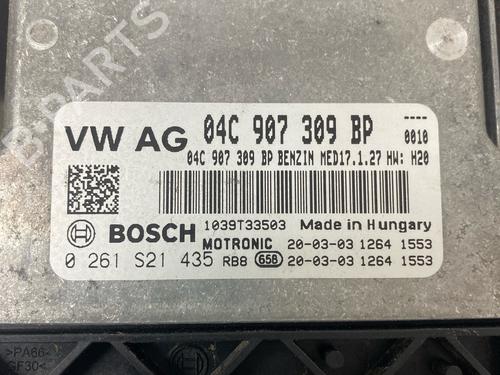 B-PARTS
VW AG 04C 907 309 BP ----
0010
04C 907 309 BP BENZIN MED17.1.27 HW: H20
BOSCH 1039T33503 Made in Hungary
MOTRONIC 20-03-03 1264 1553
0 261 S21 435 RB8 658 20-03-03 1264 1553
>PA66-
GF30<